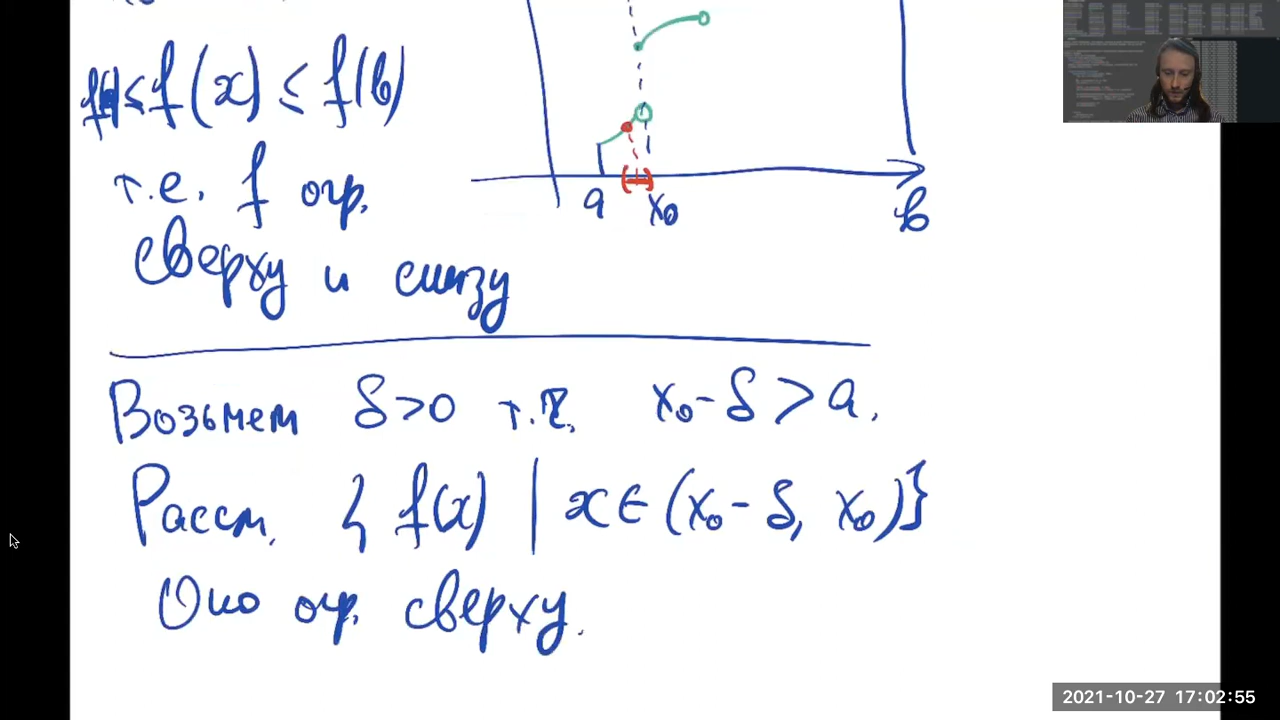 ≤ f(x) ≤ f(b)
т.е. f огр.
a x₀ b
сверху и снизу
Возьмем δ>0 т.ч. x₀-δ > a.
Рассм. { f(x) | x ∈ (x₀ - δ, x₀)}
Оно огр. сверху.
2021-10-27 17:02:55